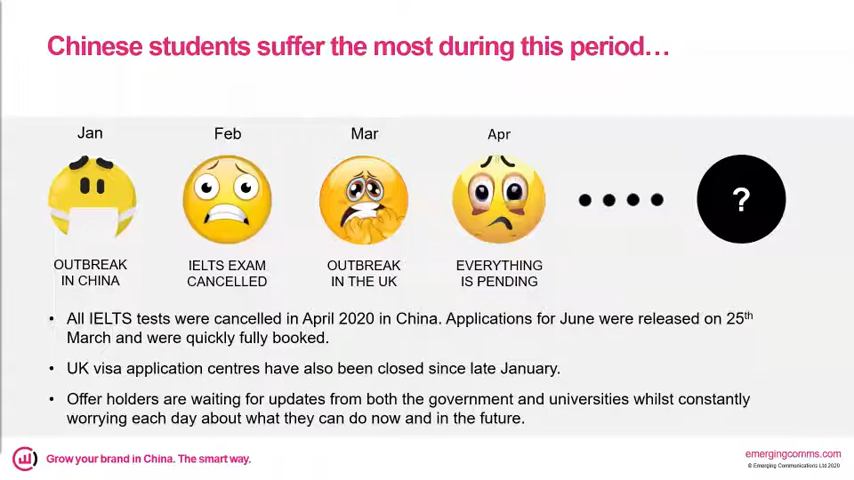 Chinese students suffer the most during this period…
Jan
Feb
Mar
Apr
?
OUTBREAK
IN CHINA
IELTS EXAM
CANCELLED
OUTBREAK
IN THE UK
EVERYTHING
IS PENDING
• All IELTS tests were cancelled in April 2020 in China. Applications for June were released on 25th
March and were quickly fully booked.
• UK visa application centres have also been closed since late January.
• Offer holders are waiting for updates from both the government and universities whilst constantly
worrying each day about what they can do now and in the future.
Grow your brand in China. The smart way.
emergingcomms.com
© Emerging Communications Ltd 2020